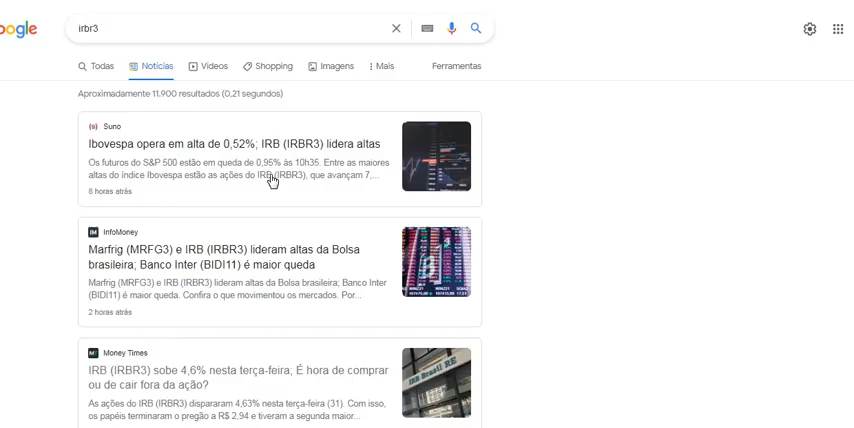 oogle
irbr3
Todas Notícias Vídeos Shopping Imagens Mais Ferramentas
Aproximadamente 11.900 resultados (0,21 segundos)
Suno
Ibovespa opera em alta de 0,52%; IRB (IRBR3) lidera altas
Os futuros do S&P 500 estão em queda de 0,95% às 10h35. Entre as maiores
altas do índice Ibovespa estão as ações do IRB (IRBR3), que avançam 7,...
8 horas atrás
IM InfoMoney
Marfrig (MRFG3) e IRB (IRBR3) lideram altas da Bolsa
brasileira; Banco Inter (BIDI11) é maior queda
Marfrig (MRFG3) e IRB (IRBR3) lideram altas da Bolsa brasileira; Banco Inter
(BIDI11) é maior queda. Confira o que movimentou os mercados. Por...
2 horas atrás
Money Times
IRB (IRBR3) sobe 4,6% nesta terça-feira; É hora de comprar
ou de cair fora da ação?
As ações do IRB (IRBR3) dispararam 4,63% nesta terça-feira (31). Com isso,
os papéis terminaram o pregão a R$ 2,94 e tiveram a segunda maior...
IRB Brasil RE